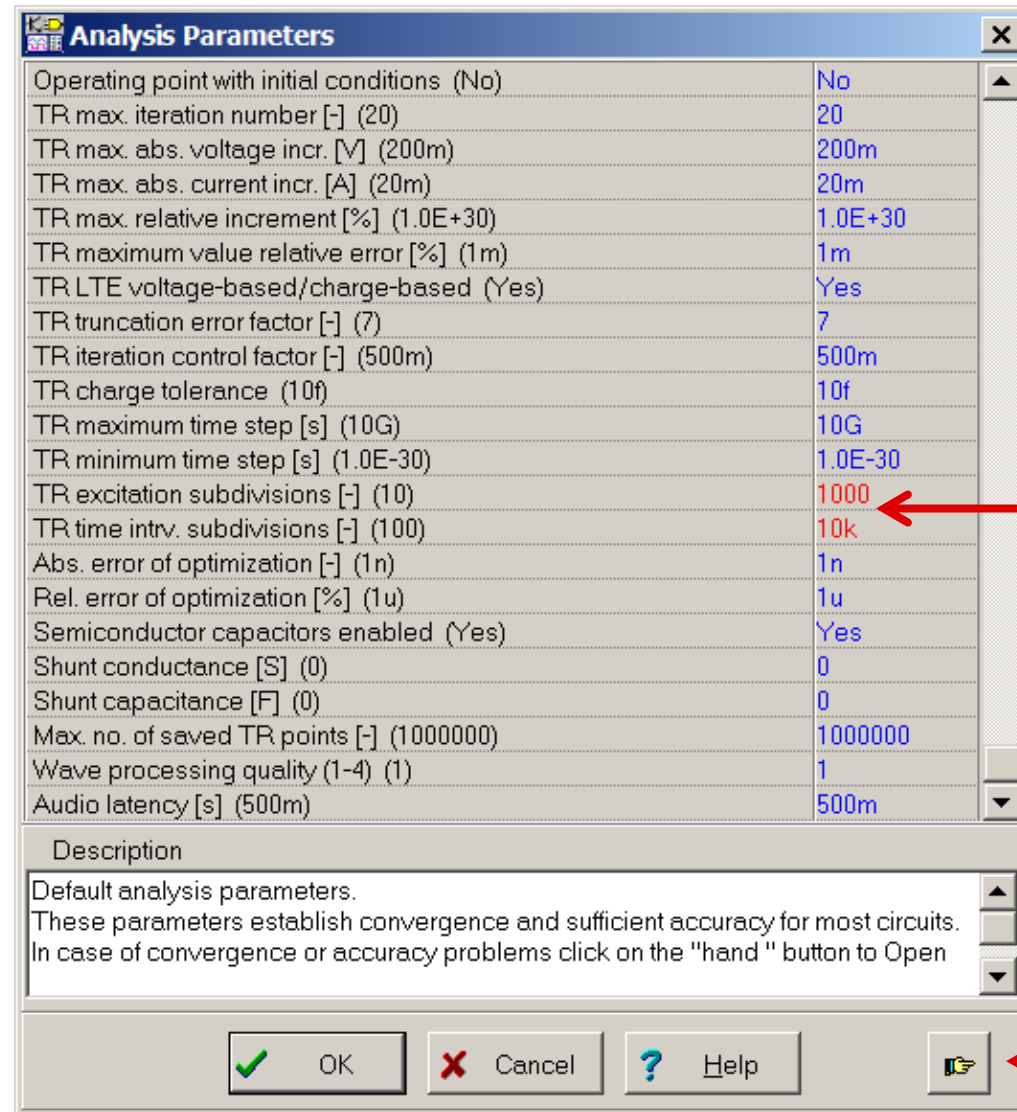 Analysis Parameters
Operating point with initial conditions (No) No
TR max. iteration number [-] (20) 20
TR max. abs. voltage incr. [V] (200m) 200m
TR max. abs. current incr. [A] (20m) 20m
TR max. relative increment [%] (1.0E+30) 1.0E+30
TR maximum value relative error [%] (1m) 1m
TR LTE voltage-based/charge-based (Yes) Yes
TR truncation error factor [-] (7) 7
TR iteration control factor [-] (500m) 500m
TR charge tolerance (10f) 10f
TR maximum time step [s] (10G) 10G
TR minimum time step [s] (1.0E-30) 1.0E-30
TR excitation subdivisions [-] (10) 1000
TR time intrv. subdivisions [-] (100) 10k
Abs. error of optimization [-] (1n) 1n
Rel. error of optimization [%] (1u) 1u
Semiconductor capacitors enabled (Yes) Yes
Shunt conductance [S] (0) 0
Shunt capacitance [F] (0) 0
Max. no. of saved TR points [-] (1000000) 1000000
Wave processing quality (1-4) (1) 1
Audio latency [s] (500m) 500m
Description
Default analysis parameters.
These parameters establish convergence and sufficient accuracy for most circuits.
In case of convergence or accuracy problems click on the "hand " button to Open
OK Cancel Help